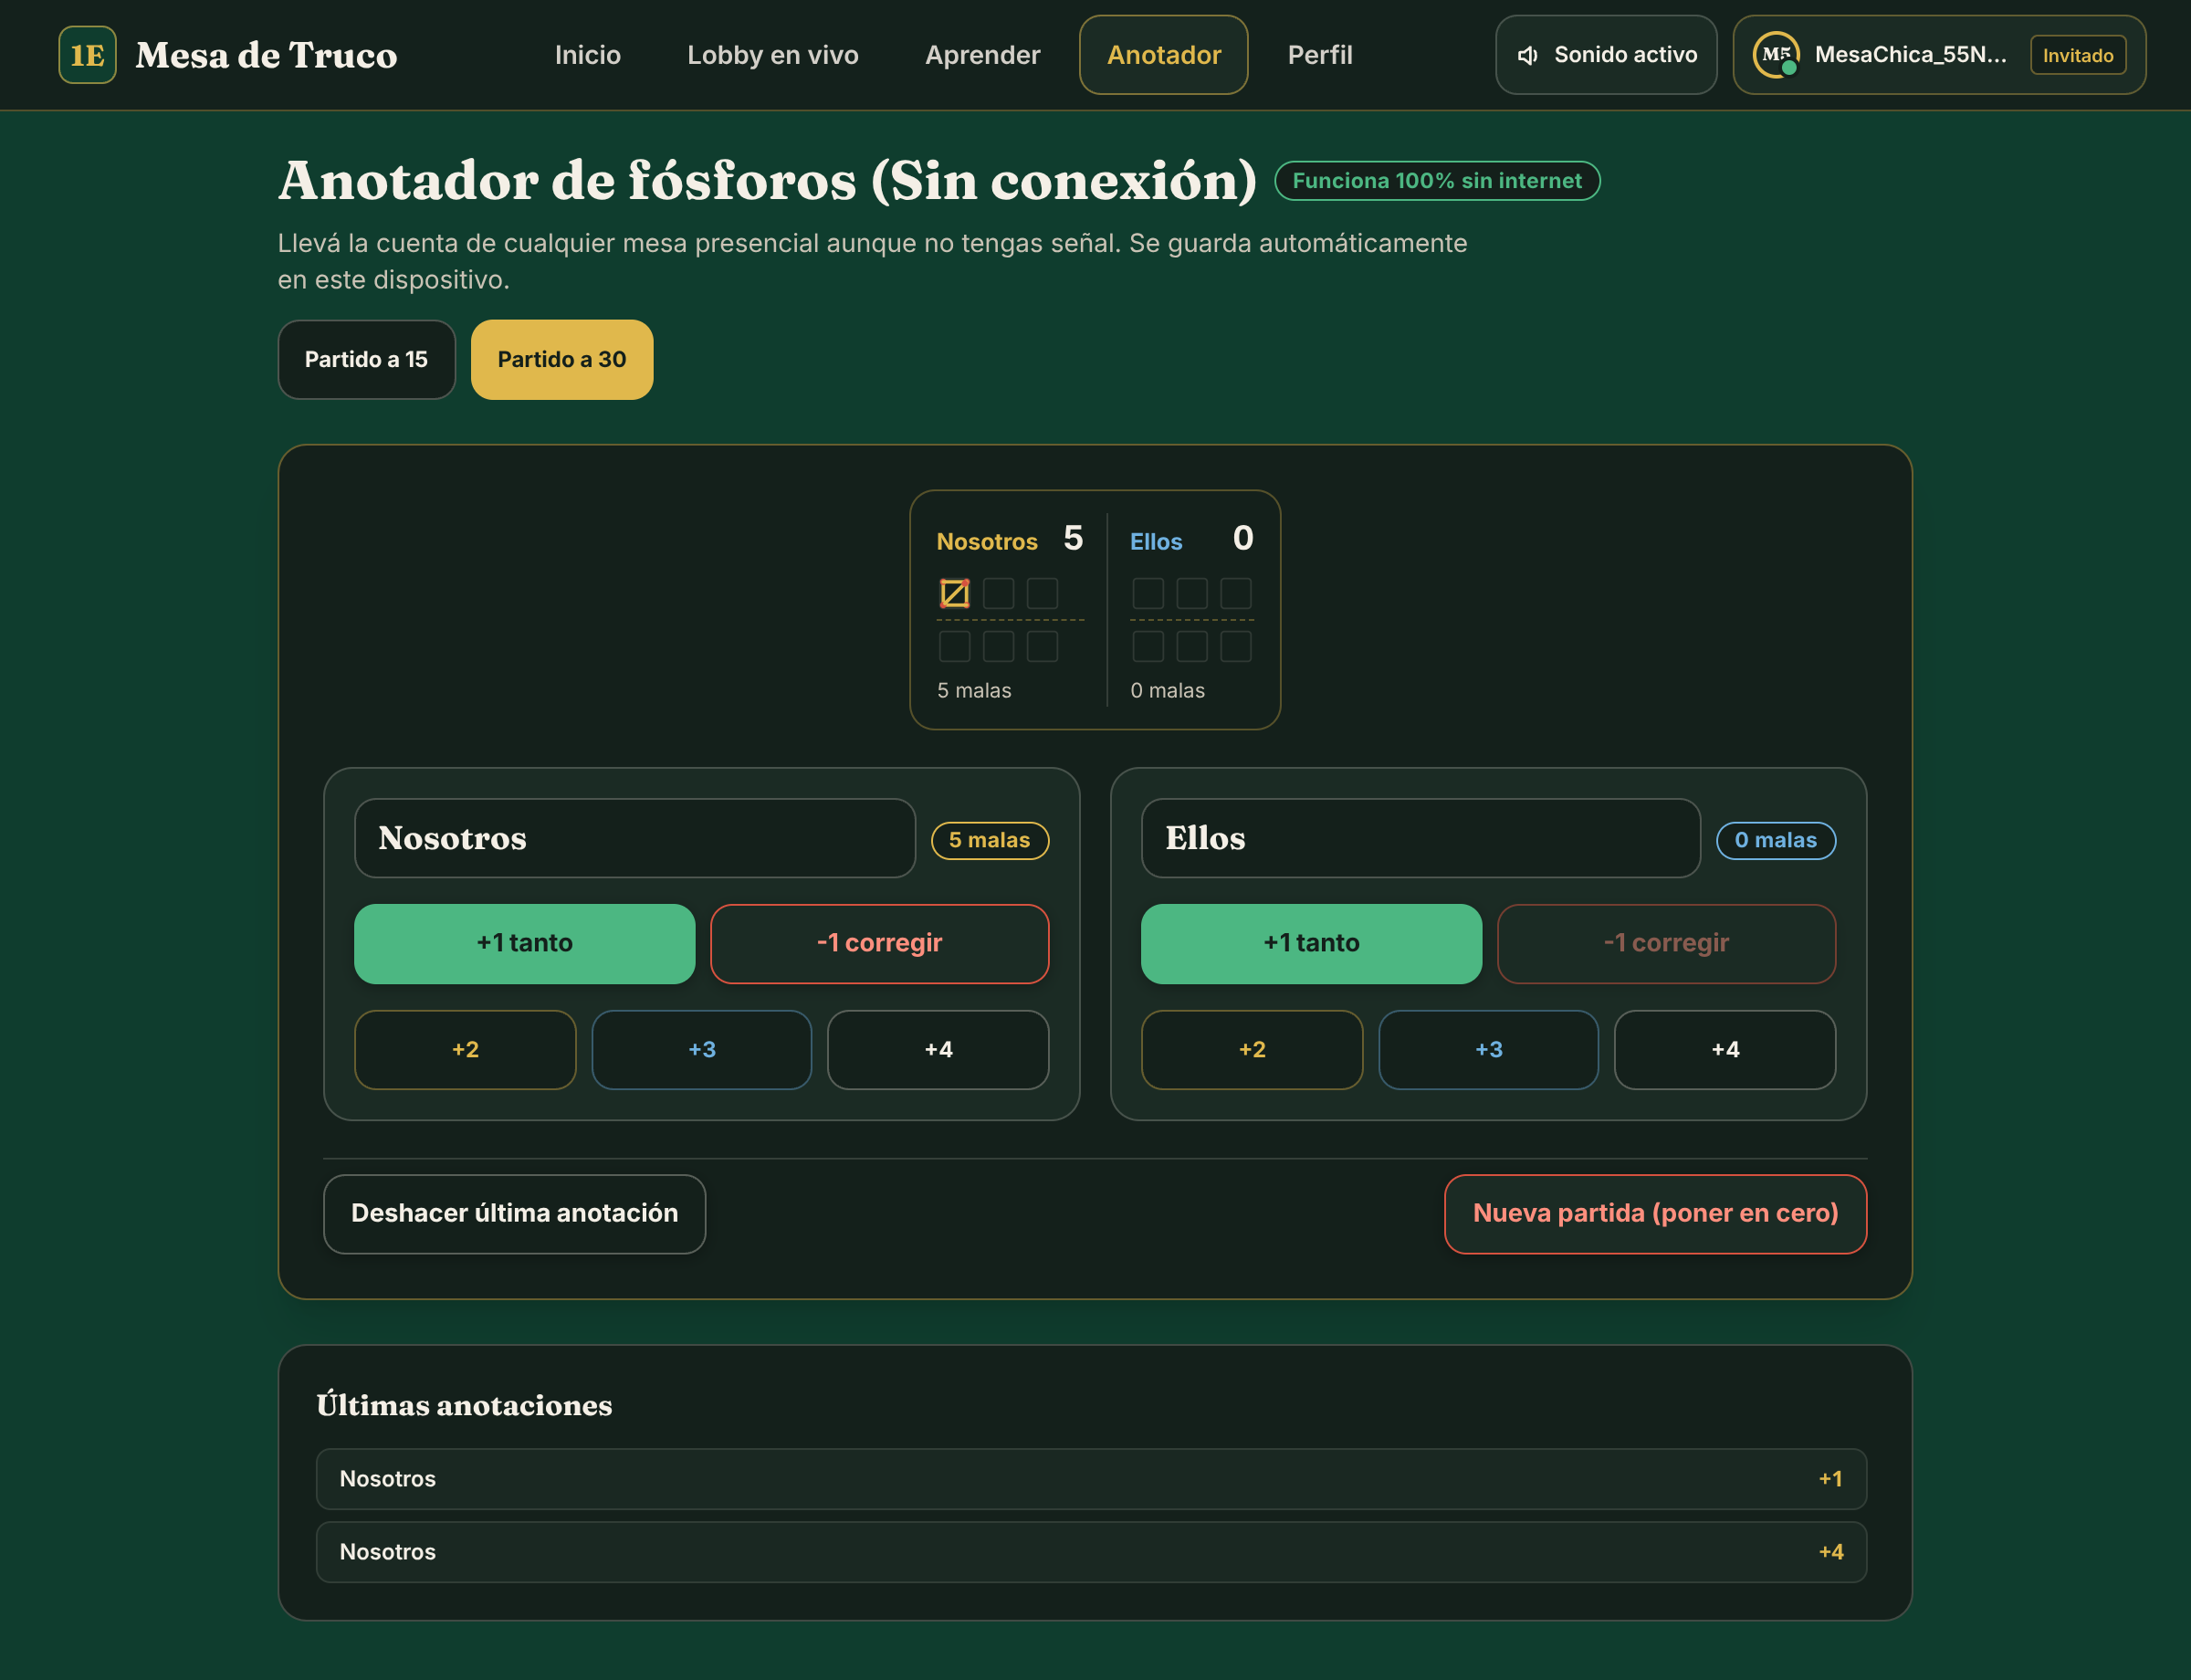 1E
Mesa de Truco
Inicio
Lobby en vivo
Aprender
Anotador
Perfil
Sonido activo
M5
MesaChica_55N...
Invitado
Anotador de fósforos (Sin conexión)
Funciona 100% sin internet
Llevá la cuenta de cualquier mesa presencial aunque no tengas señal. Se guarda automáticamente
en este dispositivo.
Partido a 15
Partido a 30
Nosotros 5
Ellos 0
5 malas
0 malas
Nosotros
5 malas
+1 tanto
-1 corregir
+2
+3
+4
Ellos
0 malas
+1 tanto
-1 corregir
+2
+3
+4
Deshacer última anotación
Nueva partida (poner en cero)
Últimas anotaciones
Nosotros +1
Nosotros +4